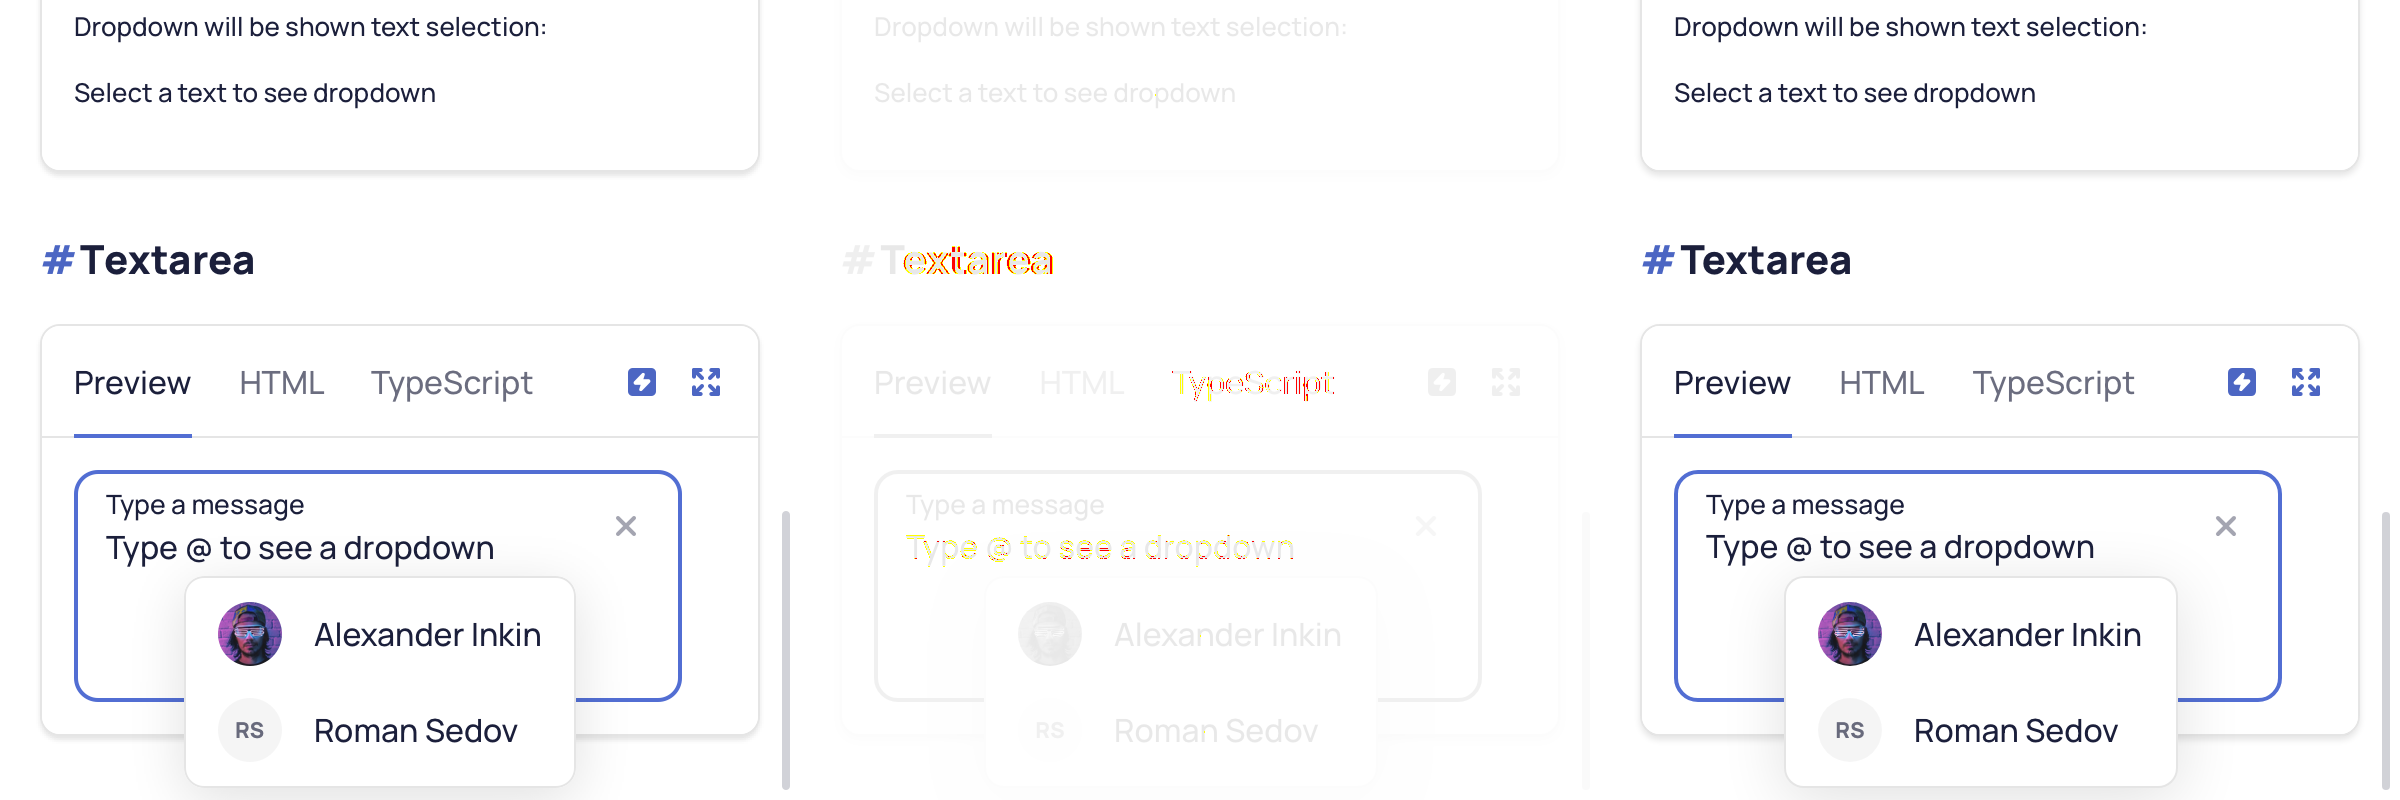 Dropdown will be shown text selection:
Select a text to see dropdown
#Textarea
Preview HTML TypeScript
Type a message
Type @ to see a dropdown
Alexander Inkin
RS Roman Sedov
Dropdown will be shown text selection:
Select a text to see dropdown
#Textarea
Preview HTML TypeScript
Type a message
Type @ to see a dropdown
Alexander Inkin
RS Roman Sedov
Dropdown will be shown text selection:
Select a text to see dropdown
#Textarea
Preview HTML TypeScript
Type a message
Type @ to see a dropdown
Alexander Inkin
RS Roman Sedov